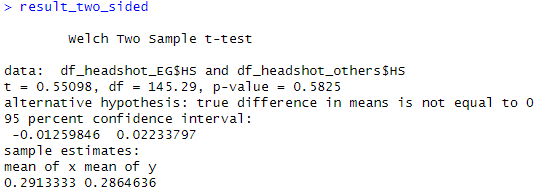 > result_two_sided
Welch Two Sample t-test
data:  df_headshot_EG$HS and df_headshot_others$HS
t = 0.55098, df = 145.29, p-value = 0.5825
alternative hypothesis: true difference in means is not equal to 0
95 percent confidence interval:
 -0.01259846  0.02233797
sample estimates:
mean of x mean of y
0.2913333 0.2864636